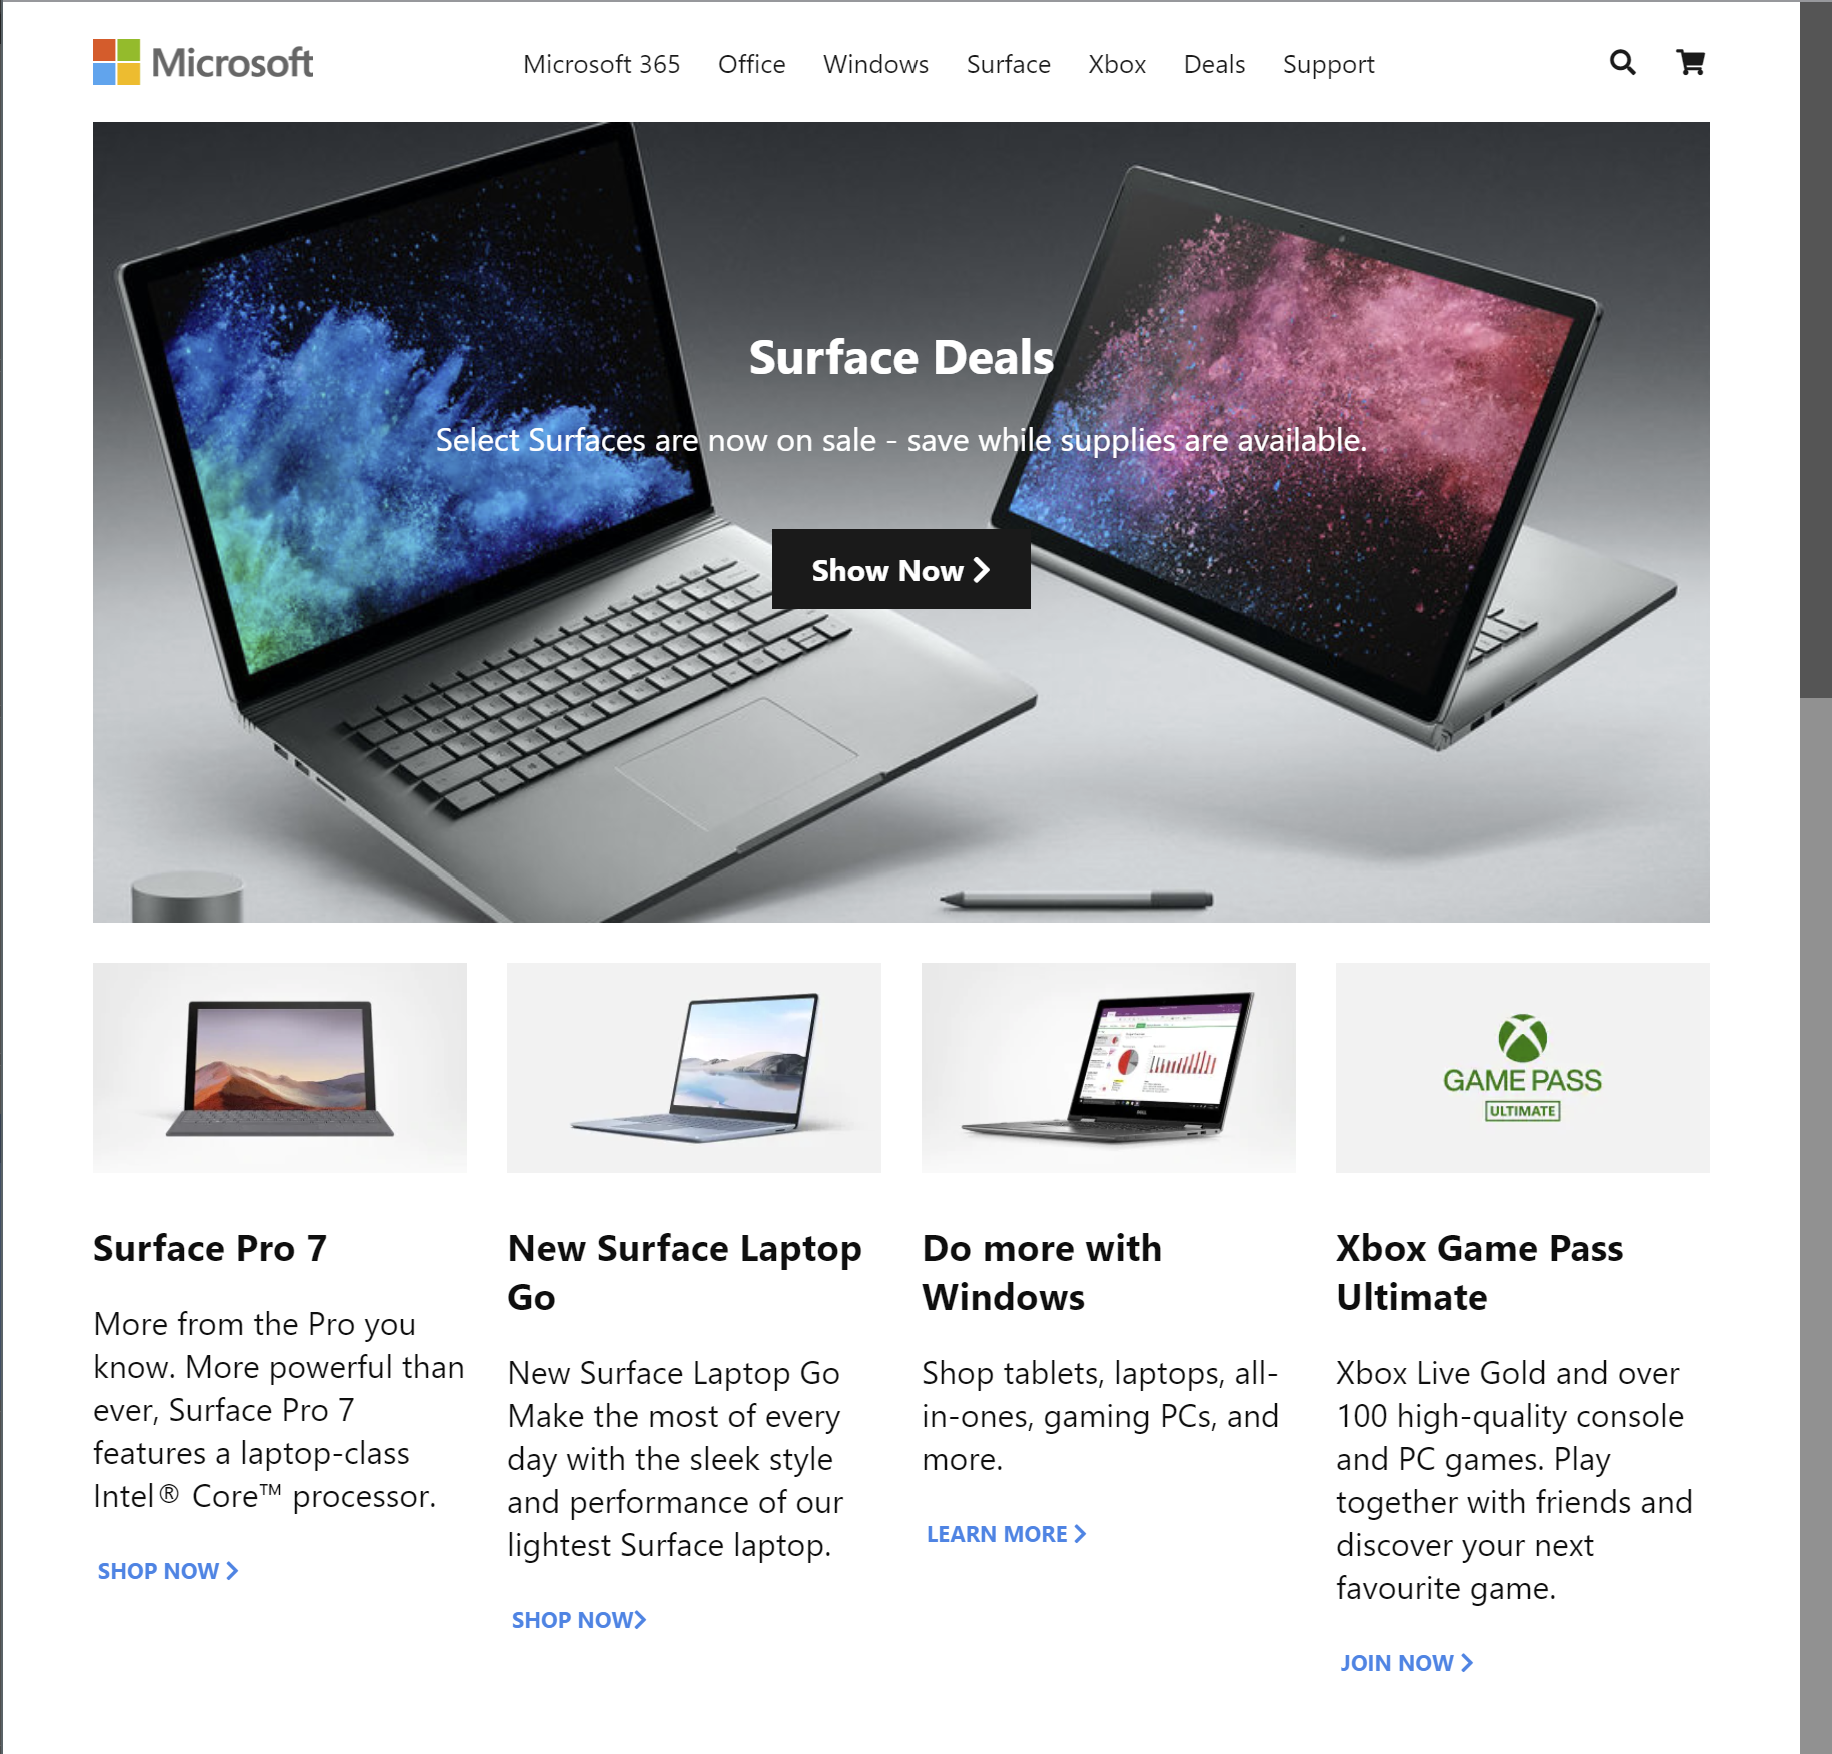 Microsoft
Microsoft 365 Office Windows Surface Xbox Deals Support
Surface Deals
Select Surfaces are now on sale - save while supplies are available.
Show Now
GAME PASS
ULTIMATE
Surface Pro 7
More from the Pro you
know. More powerful than
ever, Surface Pro 7
features a laptop-class
Intel® Core™ processor.
SHOP NOW
New Surface Laptop
Go
New Surface Laptop Go
Make the most of every
day with the sleek style
and performance of our
lightest Surface laptop.
SHOP NOW
Do more with
Windows
Shop tablets, laptops, all-
in-ones, gaming PCs, and
more.
LEARN MORE
Xbox Game Pass
Ultimate
Xbox Live Gold and over
100 high-quality console
and PC games. Play
together with friends and
discover your next
favourite game.
JOIN NOW